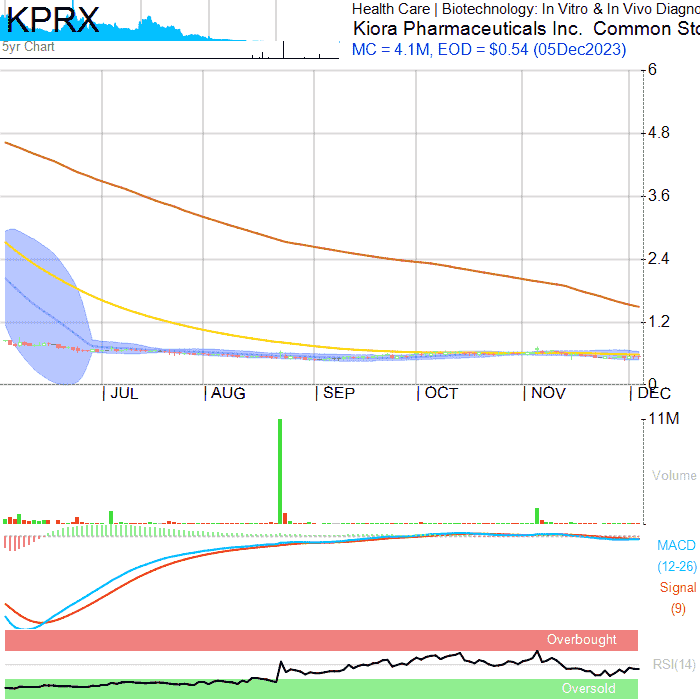 KPRX
5yr Chart
Health Care | Biotechnology: In Vitro & In Vivo Diagno
Kiora Pharmaceuticals Inc.  Common Sto
MC = 4.1M, EOD = $0.54 (05Dec2023)
6
4.8
3.6
2.4
1.2
0
JUL AUG SEP OCT NOV DEC
11M
Volume
MACD
(12-26)
Signal
(9)
Overbought
RSI(14)
Oversold